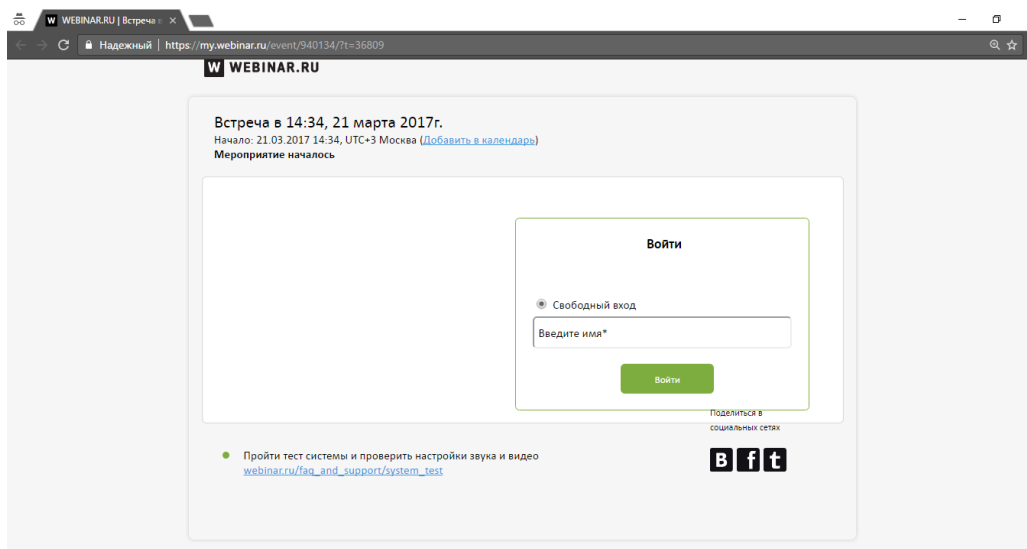 W WEBINAR.RU | Встреча в
Надежный | https://my.webinar.ru/event/940134/?t=36809
W WEBINAR.RU
Встреча в 14:34, 21 марта 2017г.
Начало: 21.03.2017 14:34, UTC+3 Москва (Добавить в календарь)
Мероприятие началось
Войти
Свободный вход
Введите имя*
Войти
Поделиться в
социальных сетях
Пройти тест системы и проверить настройки звука и видео
webinar.ru/faq_and_support/system_test
B f t